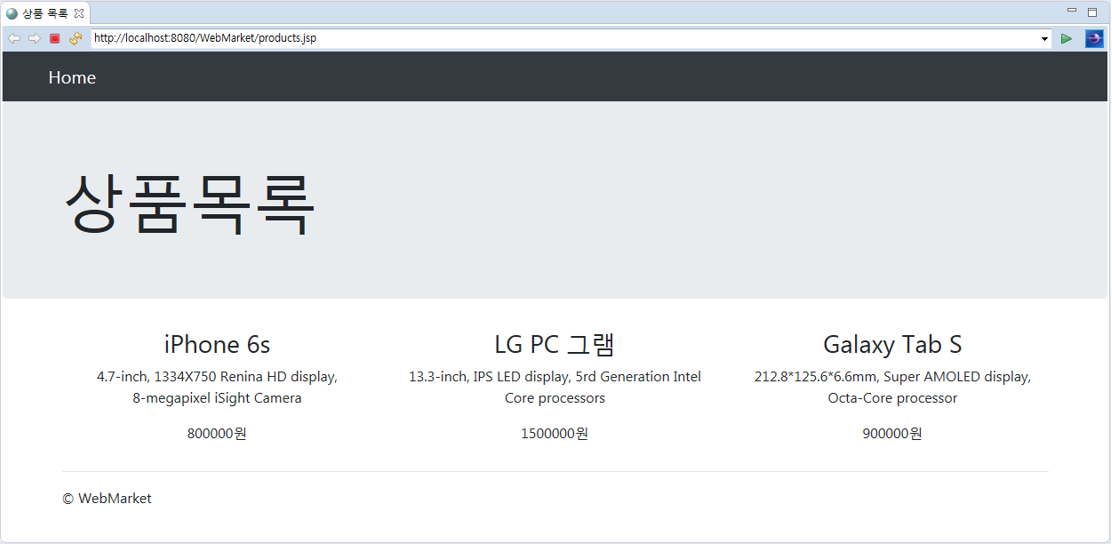 상품 목록
http://localhost:8080/WebMarket/products.jsp
Home
상품목록
iPhone 6s
4.7-inch, 1334X750 Renina HD display,
8-megapixel iSight Camera
800000원
LG PC 그램
13.3-inch, IPS LED display, 5rd Generation Intel
Core processors
1500000원
Galaxy Tab S
212.8*125.6*6.6mm, Super AMOLED display,
Octa-Core processor
900000원
© WebMarket